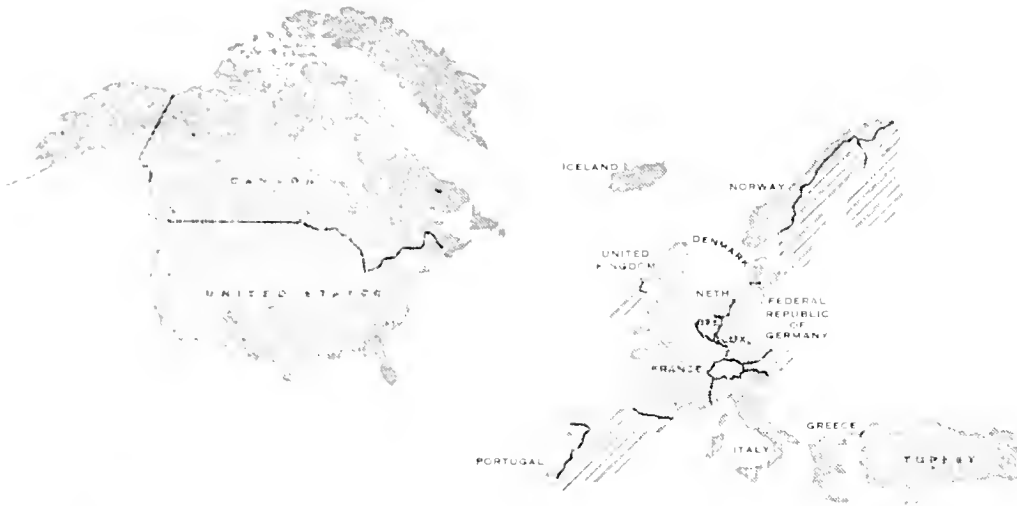 CANADA
UNITED STATES
ICELAND
NORWAY
DENMARK
UNITED
KINGDOM
NETH
FEDERAL
REPUBLIC
OF
GERMANY
LUX.
FRANCE
GREECE
PORTUGAL
ITALY
TURKEY